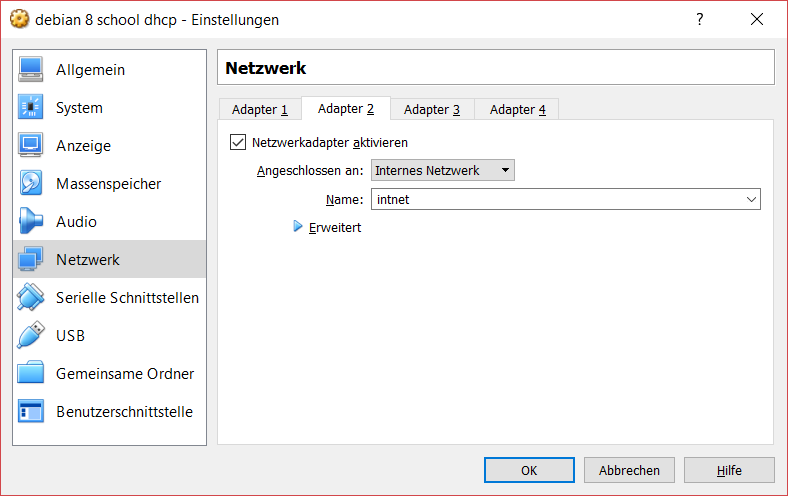 debian 8 school dhcp - Einstellungen
?
Allgemein
System
Anzeige
Massenspeicher
Audio
Netzwerk
Serielle Schnittstellen
USB
Gemeinsame Ordner
Benutzerschnittstelle
Netzwerk
Adapter 1
Adapter 2
Adapter 3
Adapter 4
Netzwerkadapter aktivieren
Angeschlossen an: Internes Netzwerk
Name: intnet
Erweitert
OK
Abbrechen
Hilfe